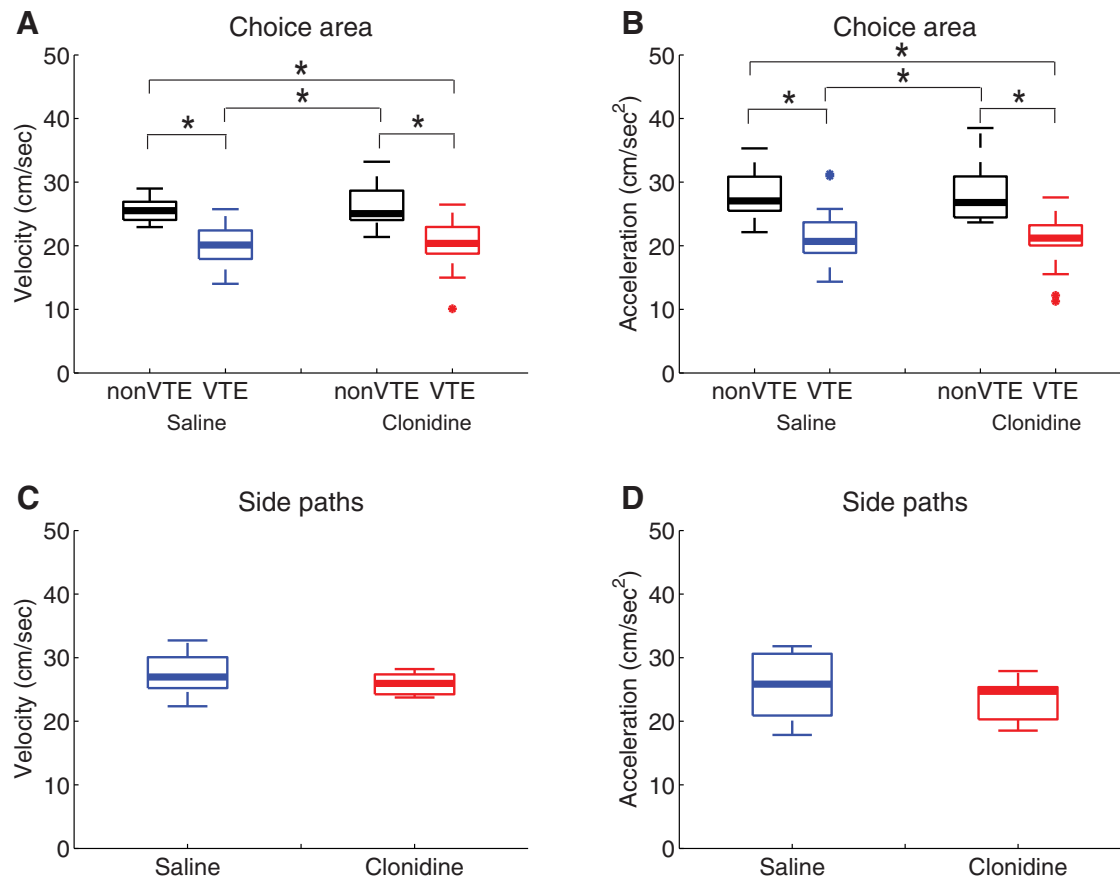 A
Choice area
Velocity (cm/sec)
50
40
30
20
10
0
*
*
*
*
nonVTE VTE nonVTE VTE
Saline Clonidine
B
Choice area
Acceleration (cm/sec²)
50
40
30
20
10
0
*
*
*
*
nonVTE VTE nonVTE VTE
Saline Clonidine
C
Side paths
Velocity (cm/sec)
50
40
30
20
10
0
Saline Clonidine
D
Side paths
Acceleration (cm/sec²)
50
40
30
20
10
0
Saline Clonidine